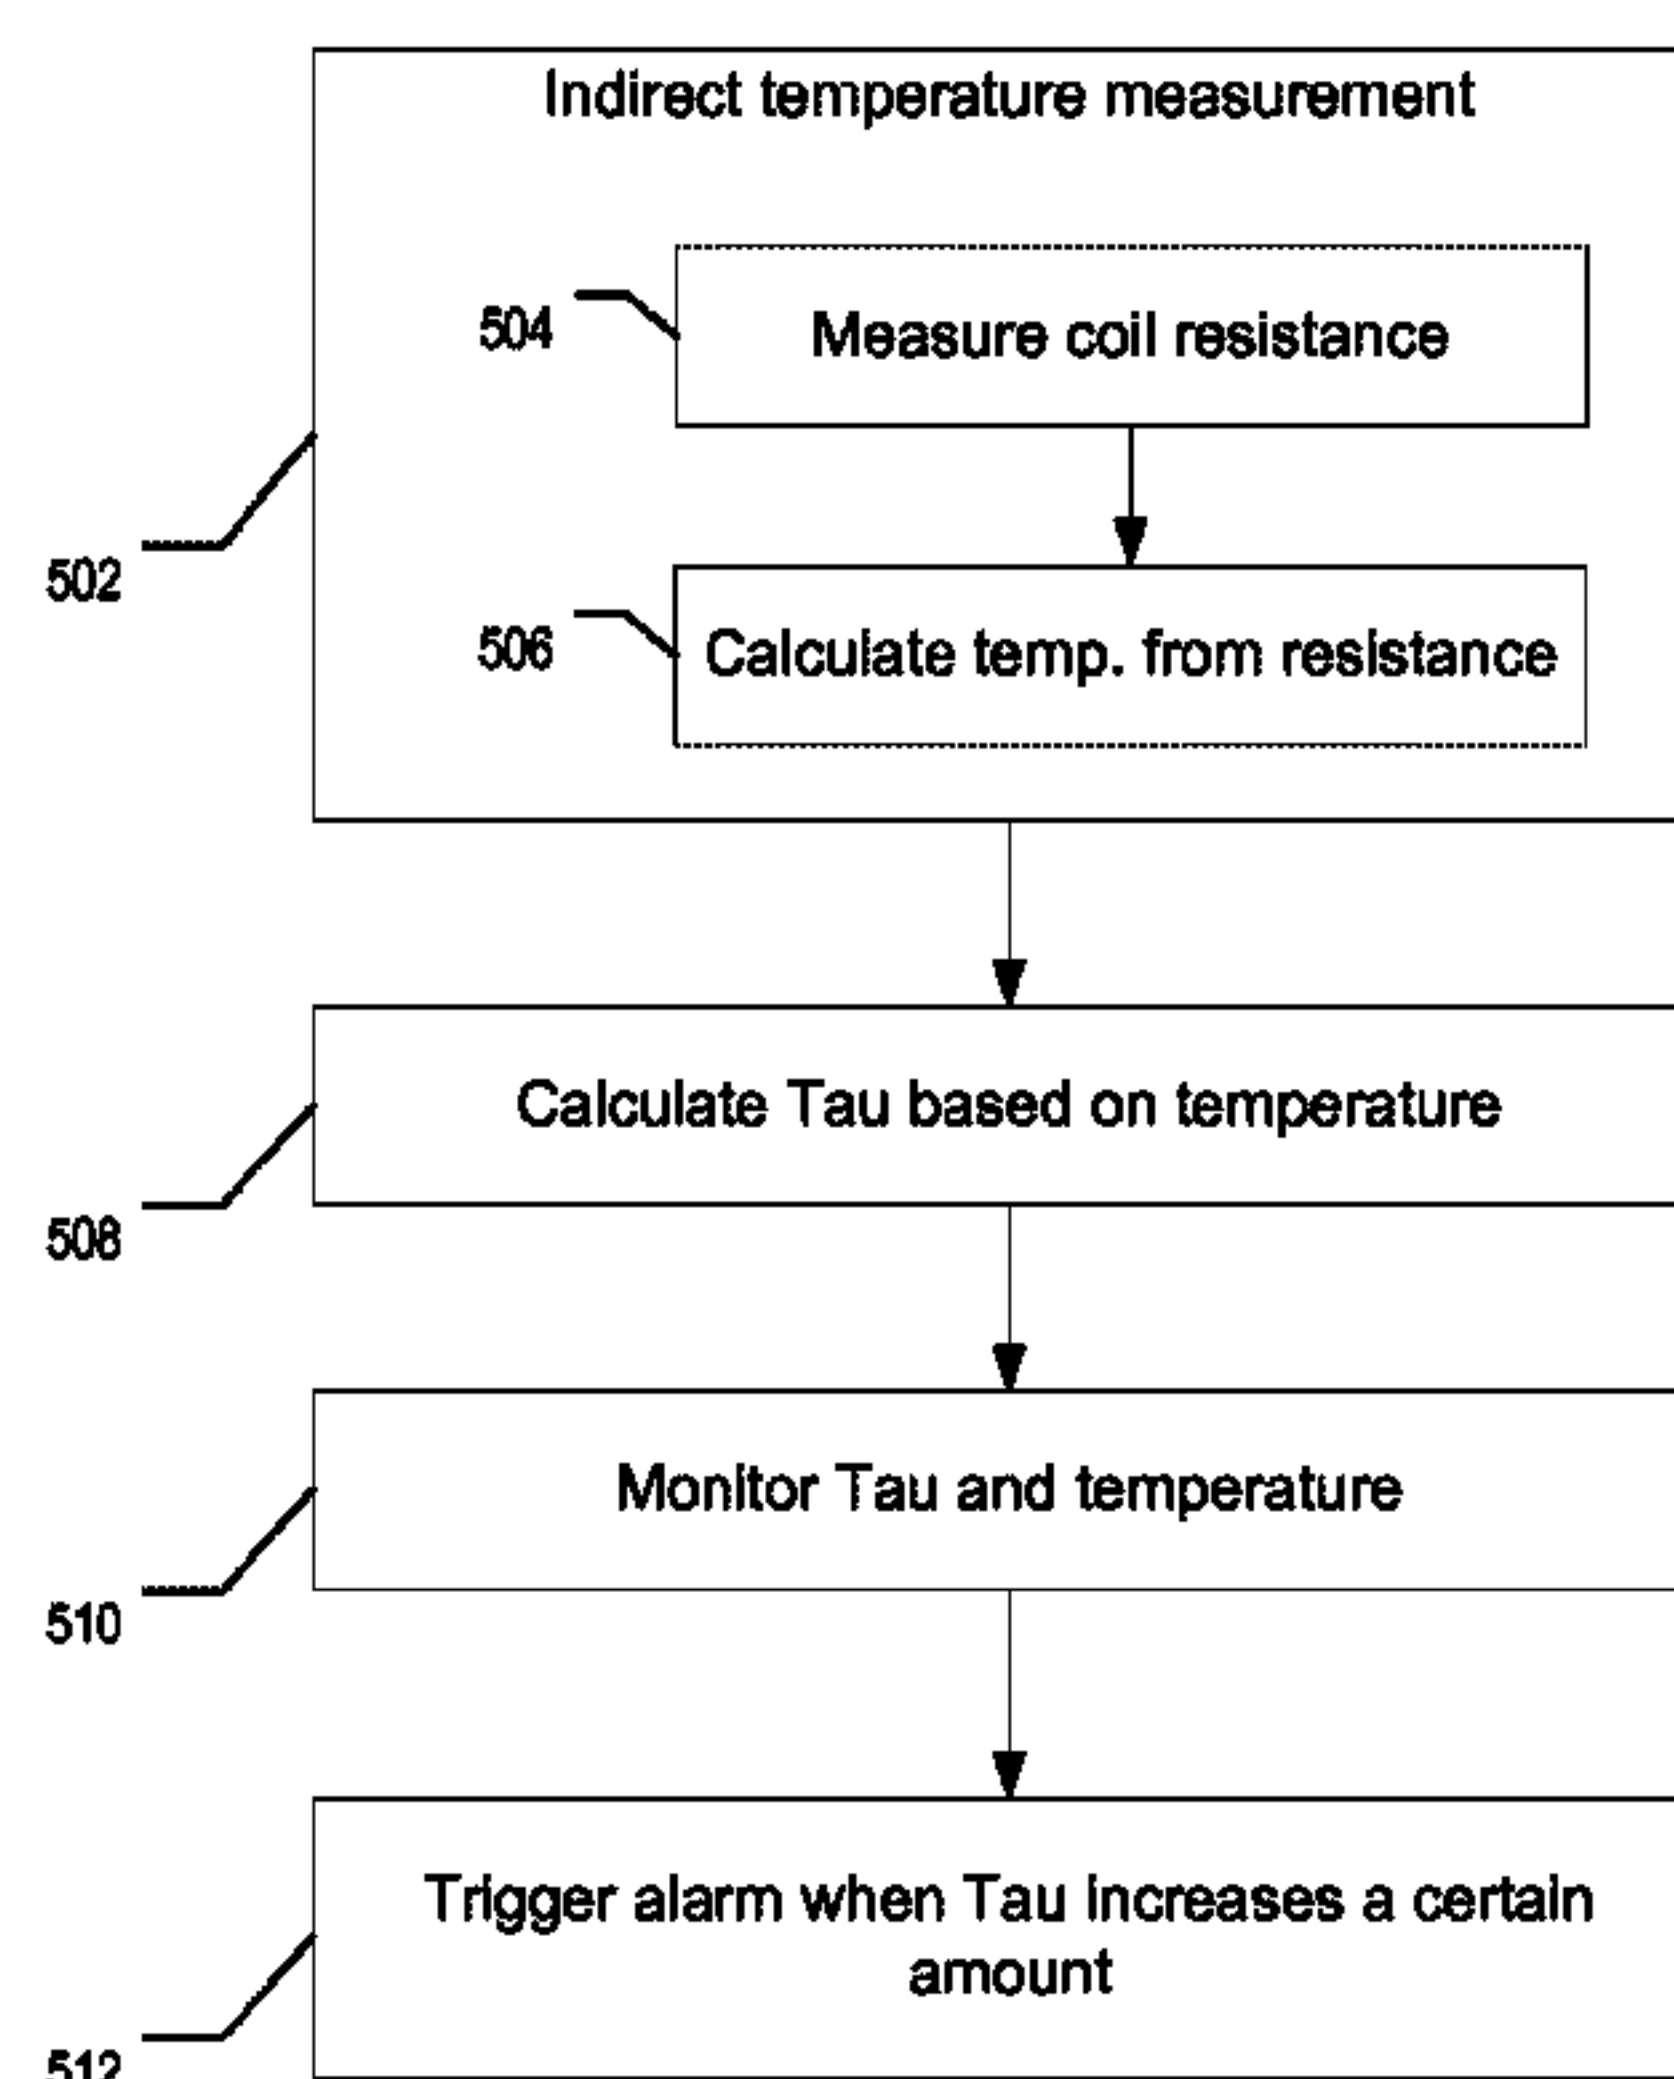 Indirect temperature measurement
504
Measure coil resistance
502
506
Calculate temp. from resistance
Calculate Tau based on temperature
508
Monitor Tau and temperature
510
Trigger alarm when Tau increases a certain
amount
512